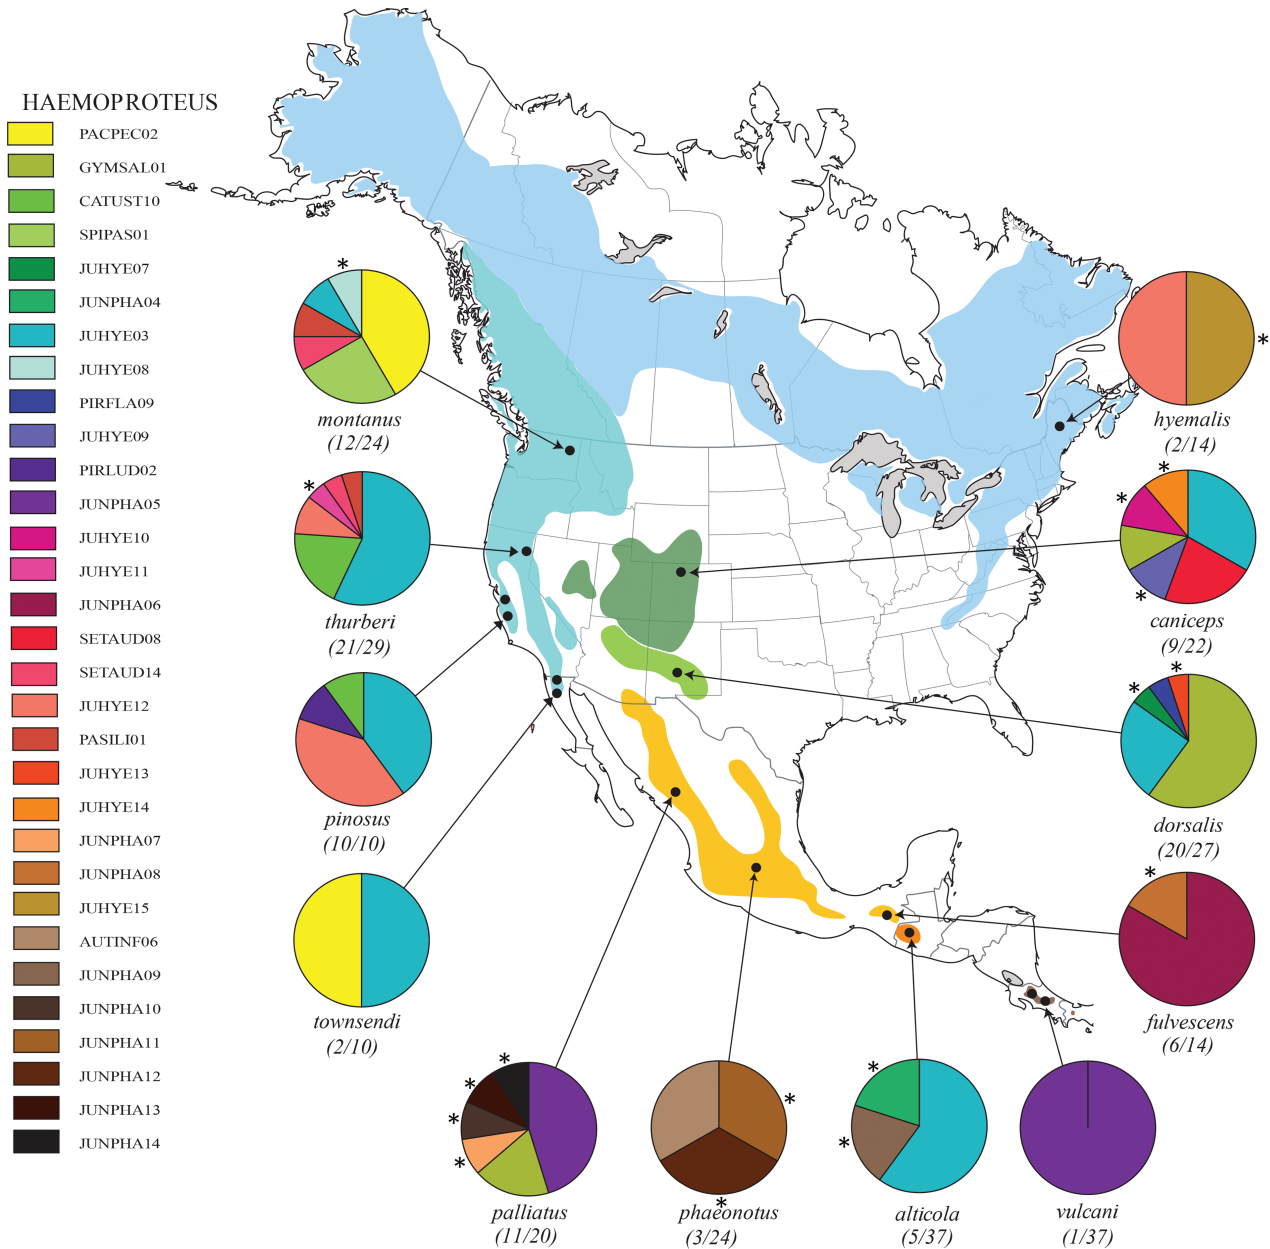 HAEMOPROTEUS
PACPEC02
GYMSAL01
CATUST10
SPIPAS01
JUHYE07
JUNPHA04
JUHYE03
JUHYE08
PIRFLA09
JUHYE09
PIRLUD02
JUNPHA05
JUHYE10
JUHYE11
JUNPHA06
SETAUD08
SETAUD14
JUHYE12
PASILI01
JUHYE13
JUHYE14
JUNPHA07
JUNPHA08
JUHYE15
AUTINF06
JUNPHA09
JUNPHA10
JUNPHA11
JUNPHA12
JUNPHA13
JUNPHA14
*
montanus
(12/24)
*
thurberi
(21/29)
pinosus
(10/10)
townsendi
(2/10)
*
hyemalis
(2/14)
*
*
*
caniceps
(9/22)
*
*
dorsalis
(20/27)
*
fulvescens
(6/14)
*
*
*
*
palliatus
(11/20)
*
*
phaeonotus
(3/24)
*
*
alticola
(5/37)
vulcani
(1/37)